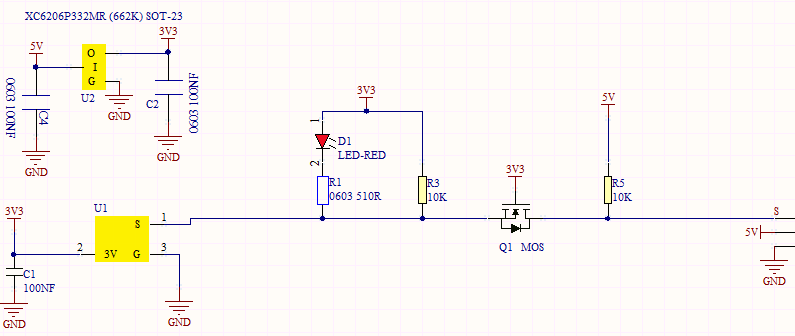 XC6206P332MR (662K) SOT-23
5V
3V3
O
I
G
U2
0603 100NF
C4
GND
GND
C2
0603 100NF
GND
3V3
1
D1
LED-RED
2
R1
0603 510R
R3
10K
3V3
Q1 MOS
5V
R5
10K
S
5V
GND
3V3
U1
S
1
2
3V
G
3
C1
100NF
GND
GND